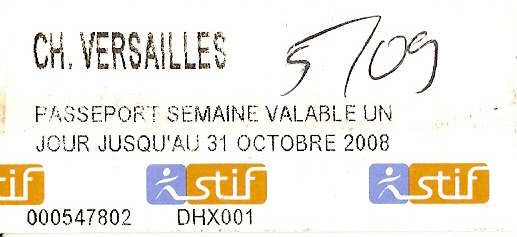 CH. VERSAILLES
5/09
PASSEPORT SEMAINE VALABLE UN
JOUR JUSQU'AU 31 OCTOBRE 2008
stif stif stif
000547802 DHX001